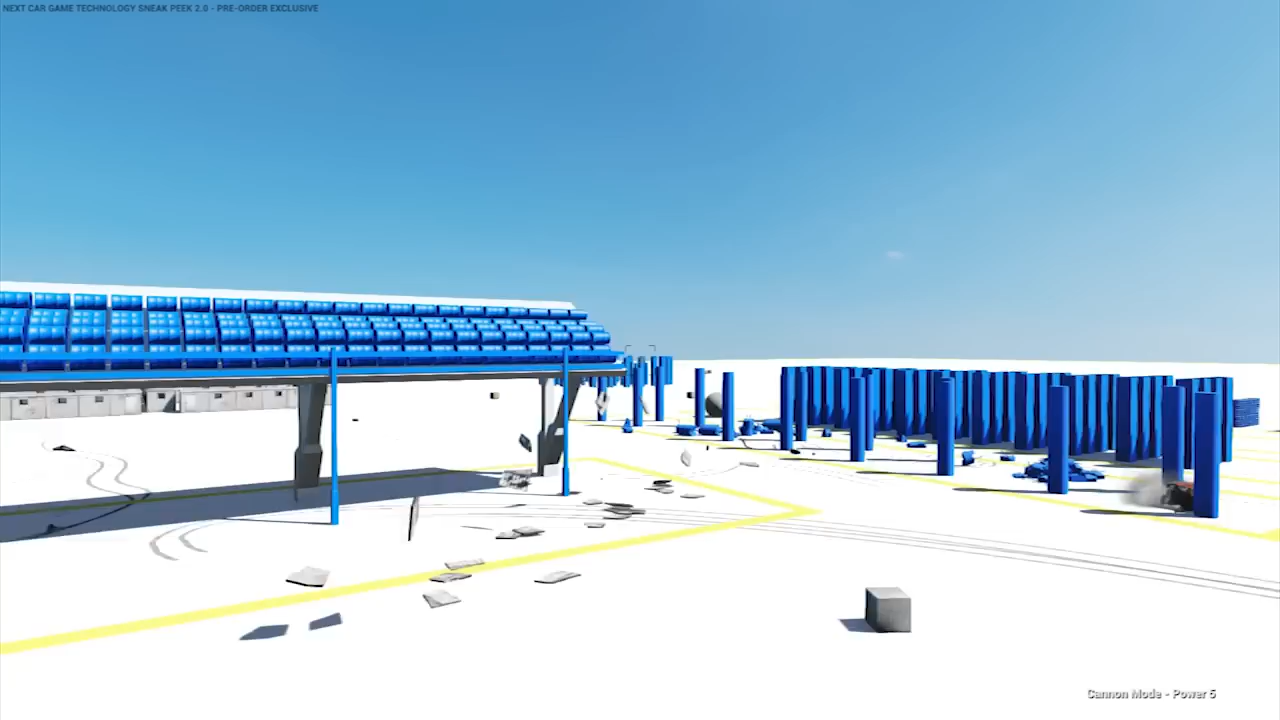 NEXT CAR GAME TECHNOLOGY SNEAK PEEK 2.0 - PRE-ORDER EXCLUSIVE
Cannon Mode - Power 5